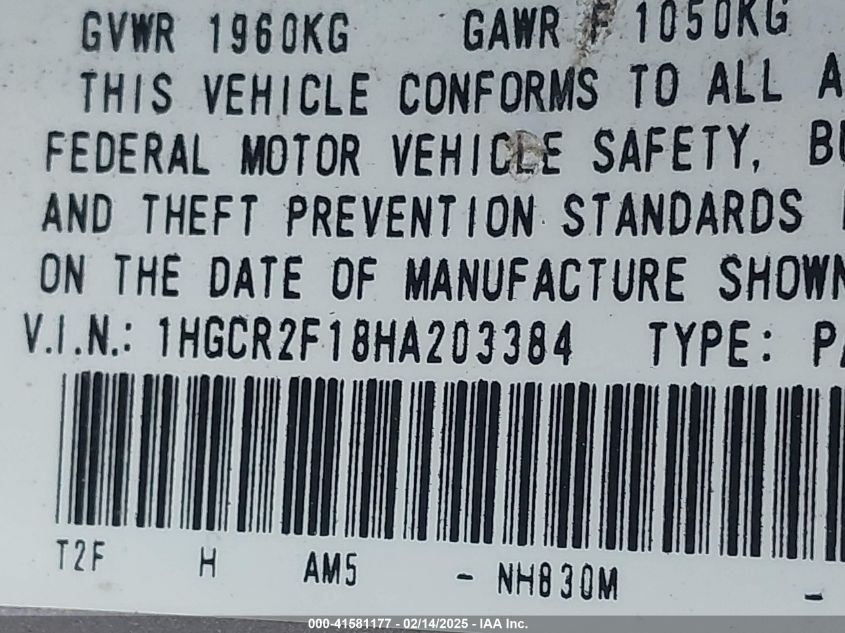 GVWR 1960KG GAWR F 1050KG
THIS VEHICLE CONFORMS TO ALL
FEDERAL MOTOR VEHICLE SAFETY,
AND THEFT PREVENTION STANDARDS
ON THE DATE OF MANUFACTURE SHOWN
V.I.N.: 1HGCR2F18HA203384 TYPE:
T2F H AM5 - NH830M -
000-41581177 - 02/14/2025 - IAA Inc.